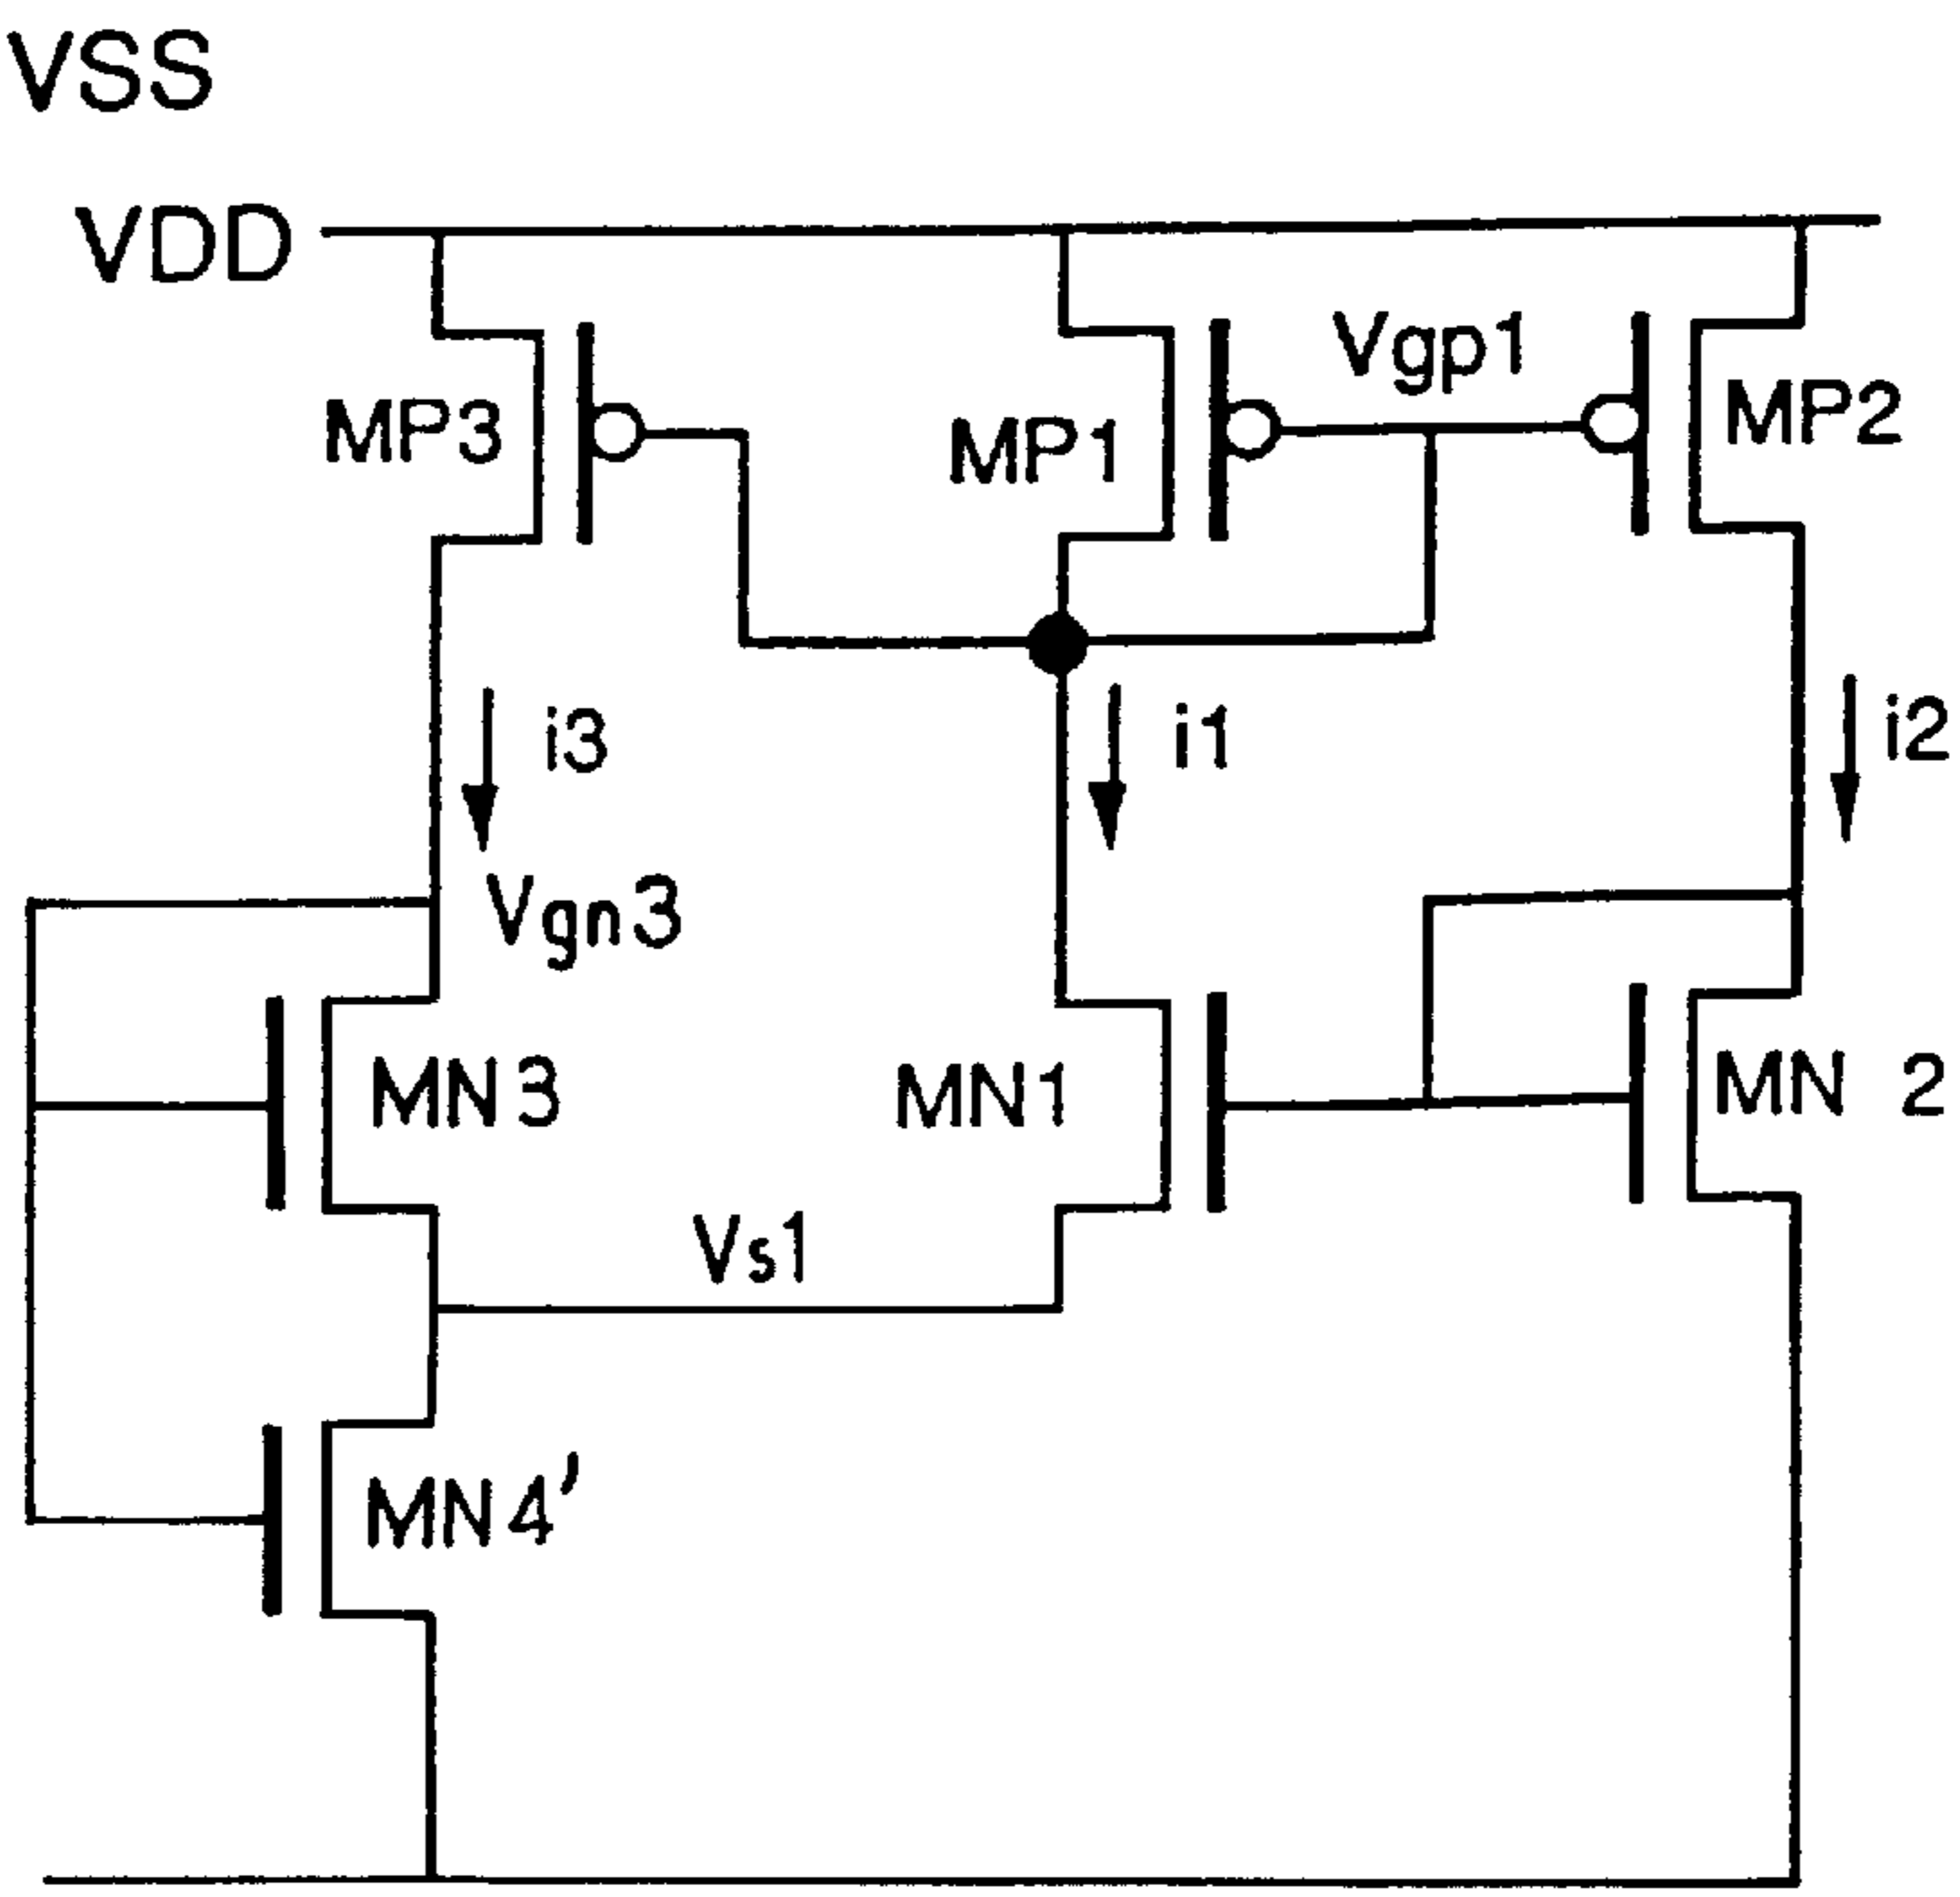 VSS
VDD
Vgp1
MP3
MP1
MP2
i3
i1
i2
Vgn3
MN3
MN1
MN 2
Vs1
MN4'